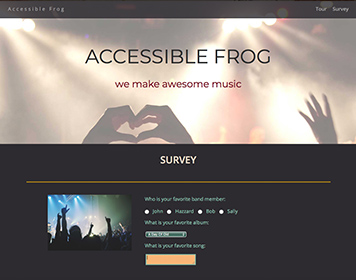 Accessible Frog
Tour Survey
ACCESSIBLE FROG
we make awesome music
SURVEY
Who is your favorite band member:
John Hazzard Bob Sally
What is your favorite album:
What is your favorite song: